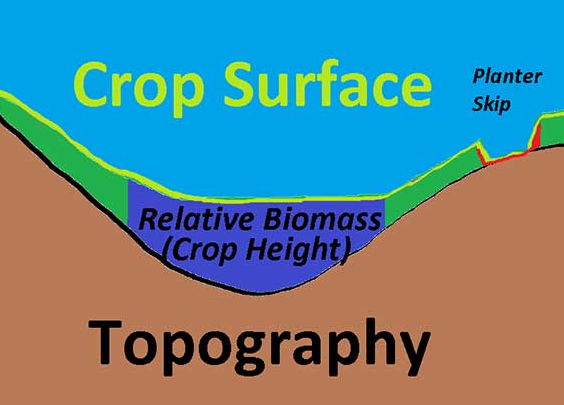 Crop Surface
Planter
Skip
Relative Biomass
(Crop Height)
Topography